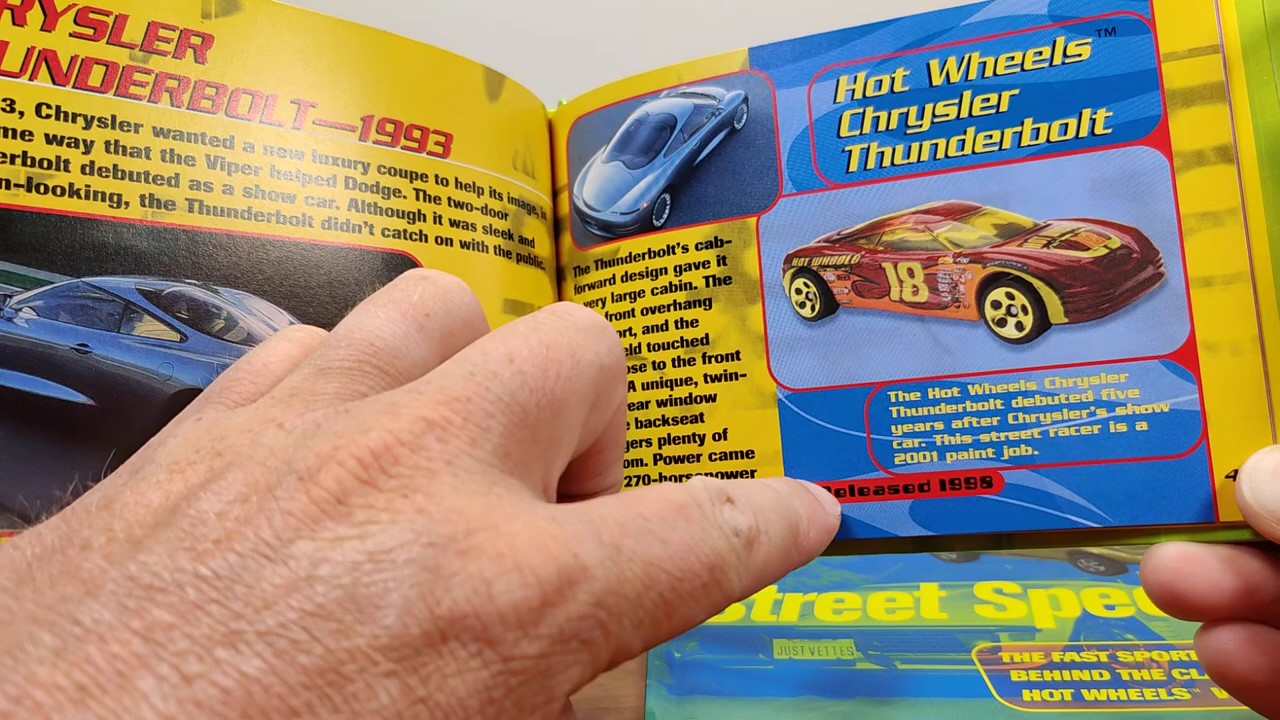 RYSLER
UNDERBOLT—1993
3, Chrysler wanted a new luxury coupe to help its image,
me way that the Viper helped Dodge. The two-door
erbolt debuted as a show car. Although it was sleek and
n-looking, the Thunderbolt didn't catch on with the public.
The Thunderbolt's cab-
forward design gave it
very large cabin. The
front overhang
ort, and the
eld touched
ose to the front
A unique, twin-
ear window
e backseat
gers plenty of
om. Power came
270-horsepower
Hot Wheels™
Chrysler
Thunderbolt
HOT WHEELS
18
The Hot Wheels Chrysler
Thunderbolt debuted five
years after Chrysler's show
car. This street racer is a
2001 paint job.
eleased 1998
4
Street Spee
JUST VETTES
THE FAST SPORT
BEHIND THE CL
HOT WHEELS™ V